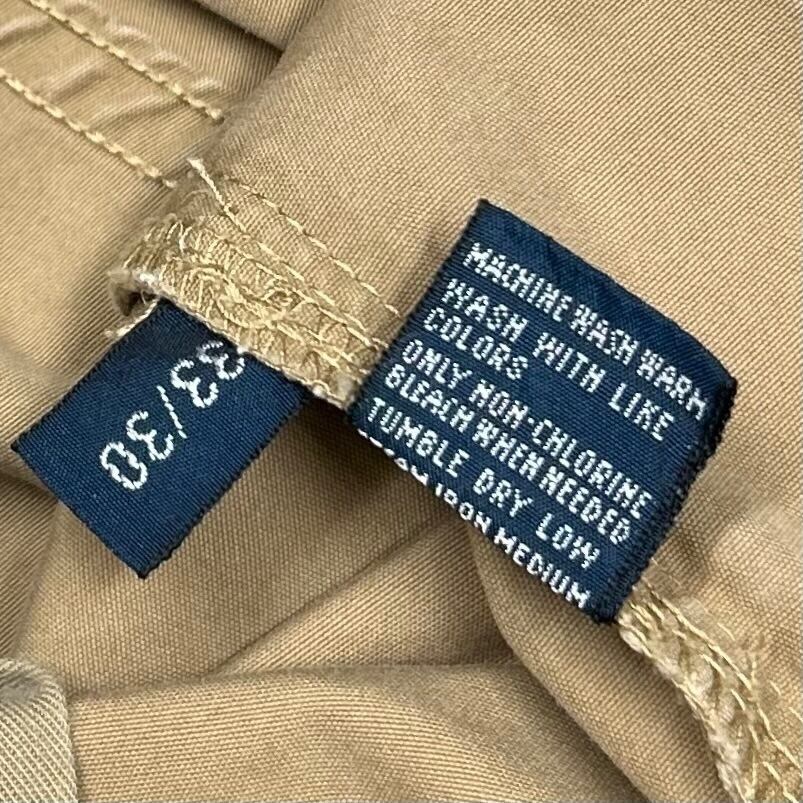 33/30
MACHINE WASH WARM
WASH WITH LIKE
COLORS
ONLY NON-CHLORINE
BLEACH WHEN NEEDED
TUMBLE DRY LOW
IRON MEDIUM